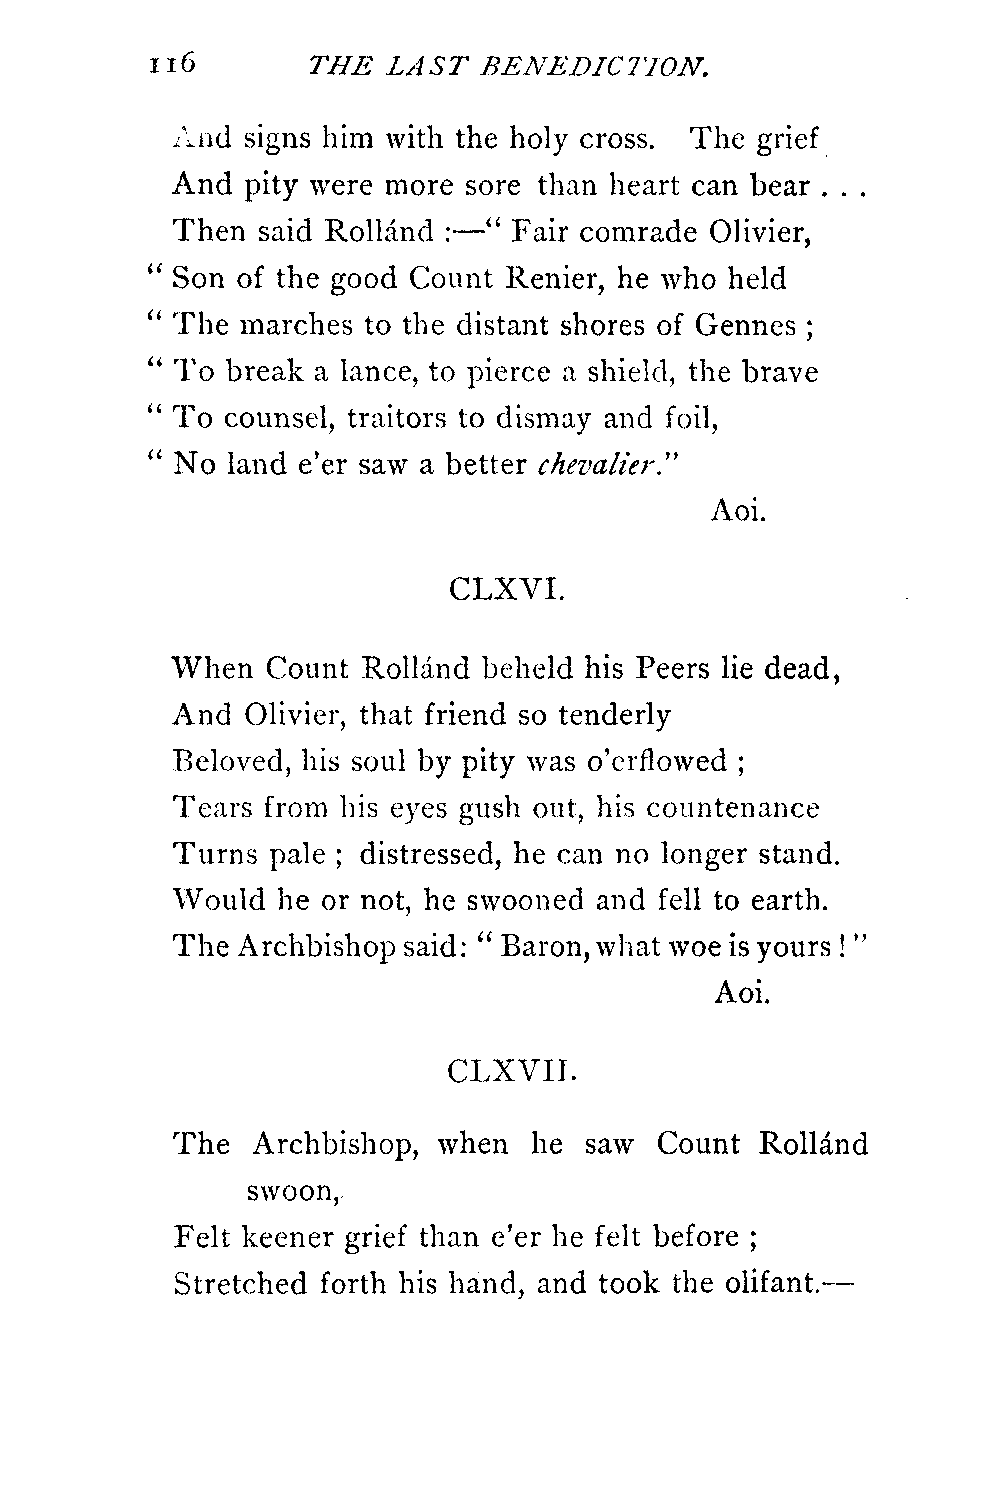 116 THE LAST BENEDICTION.
And signs him with the holy cross. The grief
And pity were more sore than heart can bear . . .
Then said Rollánd :—“ Fair comrade Olivier,
“ Son of the good Count Renier, he who held
“ The marches to the distant shores of Gennes ;
“ To break a lance, to pierce a shield, the brave
“ To counsel, traitors to dismay and foil,
“ No land e’er saw a better chevalier.”
Aoi.
CLXVI.
When Count Rollánd beheld his Peers lie dead,
And Olivier, that friend so tenderly
Beloved, his soul by pity was o’erflowed ;
Tears from his eyes gush out, his countenance
Turns pale ; distressed, he can no longer stand.
Would he or not, he swooned and fell to earth.
The Archbishop said: “ Baron, what woe is yours ! ”
Aoi.
CLXVII.
The Archbishop, when he saw Count Rollánd
swoon,
Felt keener grief than e’er he felt before ;
Stretched forth his hand, and took the olifant.—